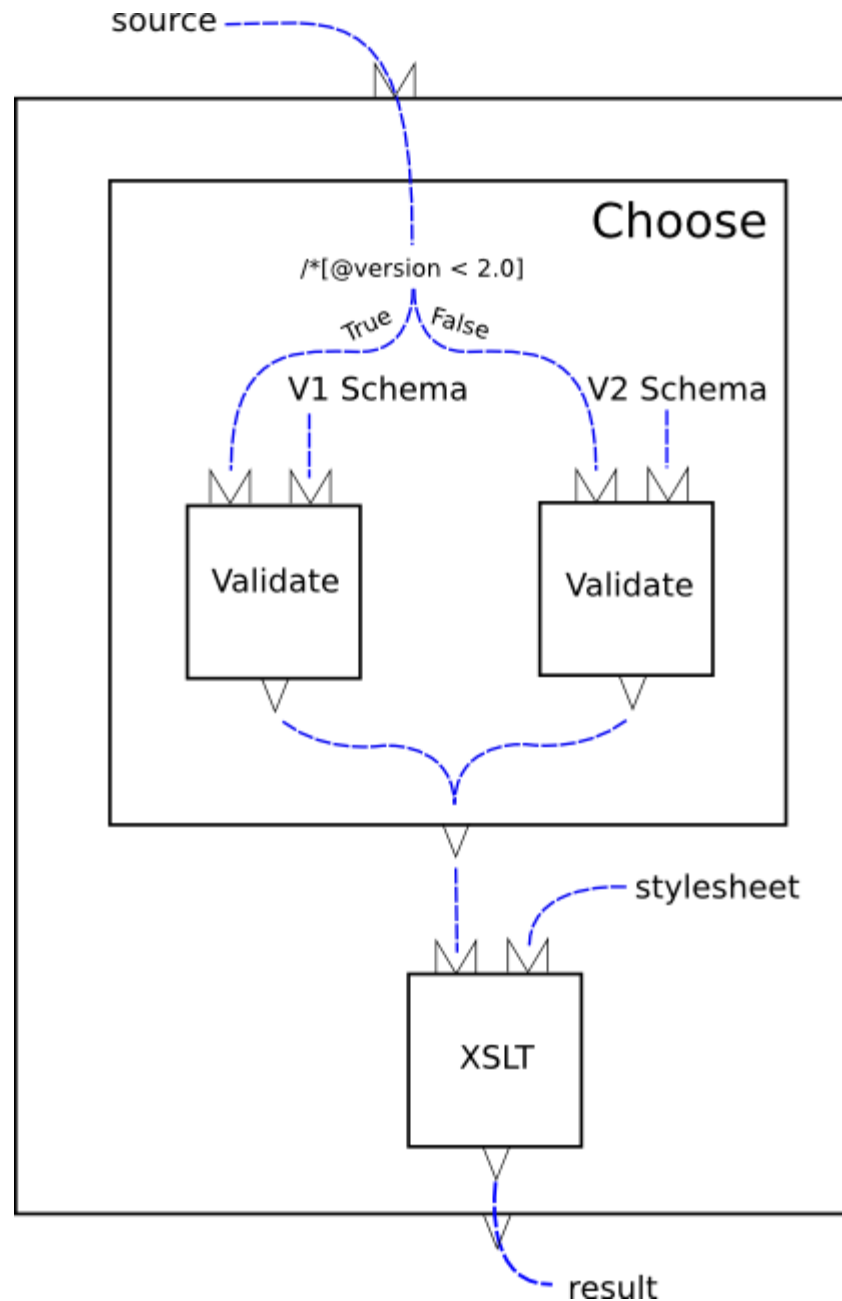 source
Choose
/*[@version < 2.0]
True
False
V1 Schema
V2 Schema
Validate
Validate
stylesheet
XSLT
result